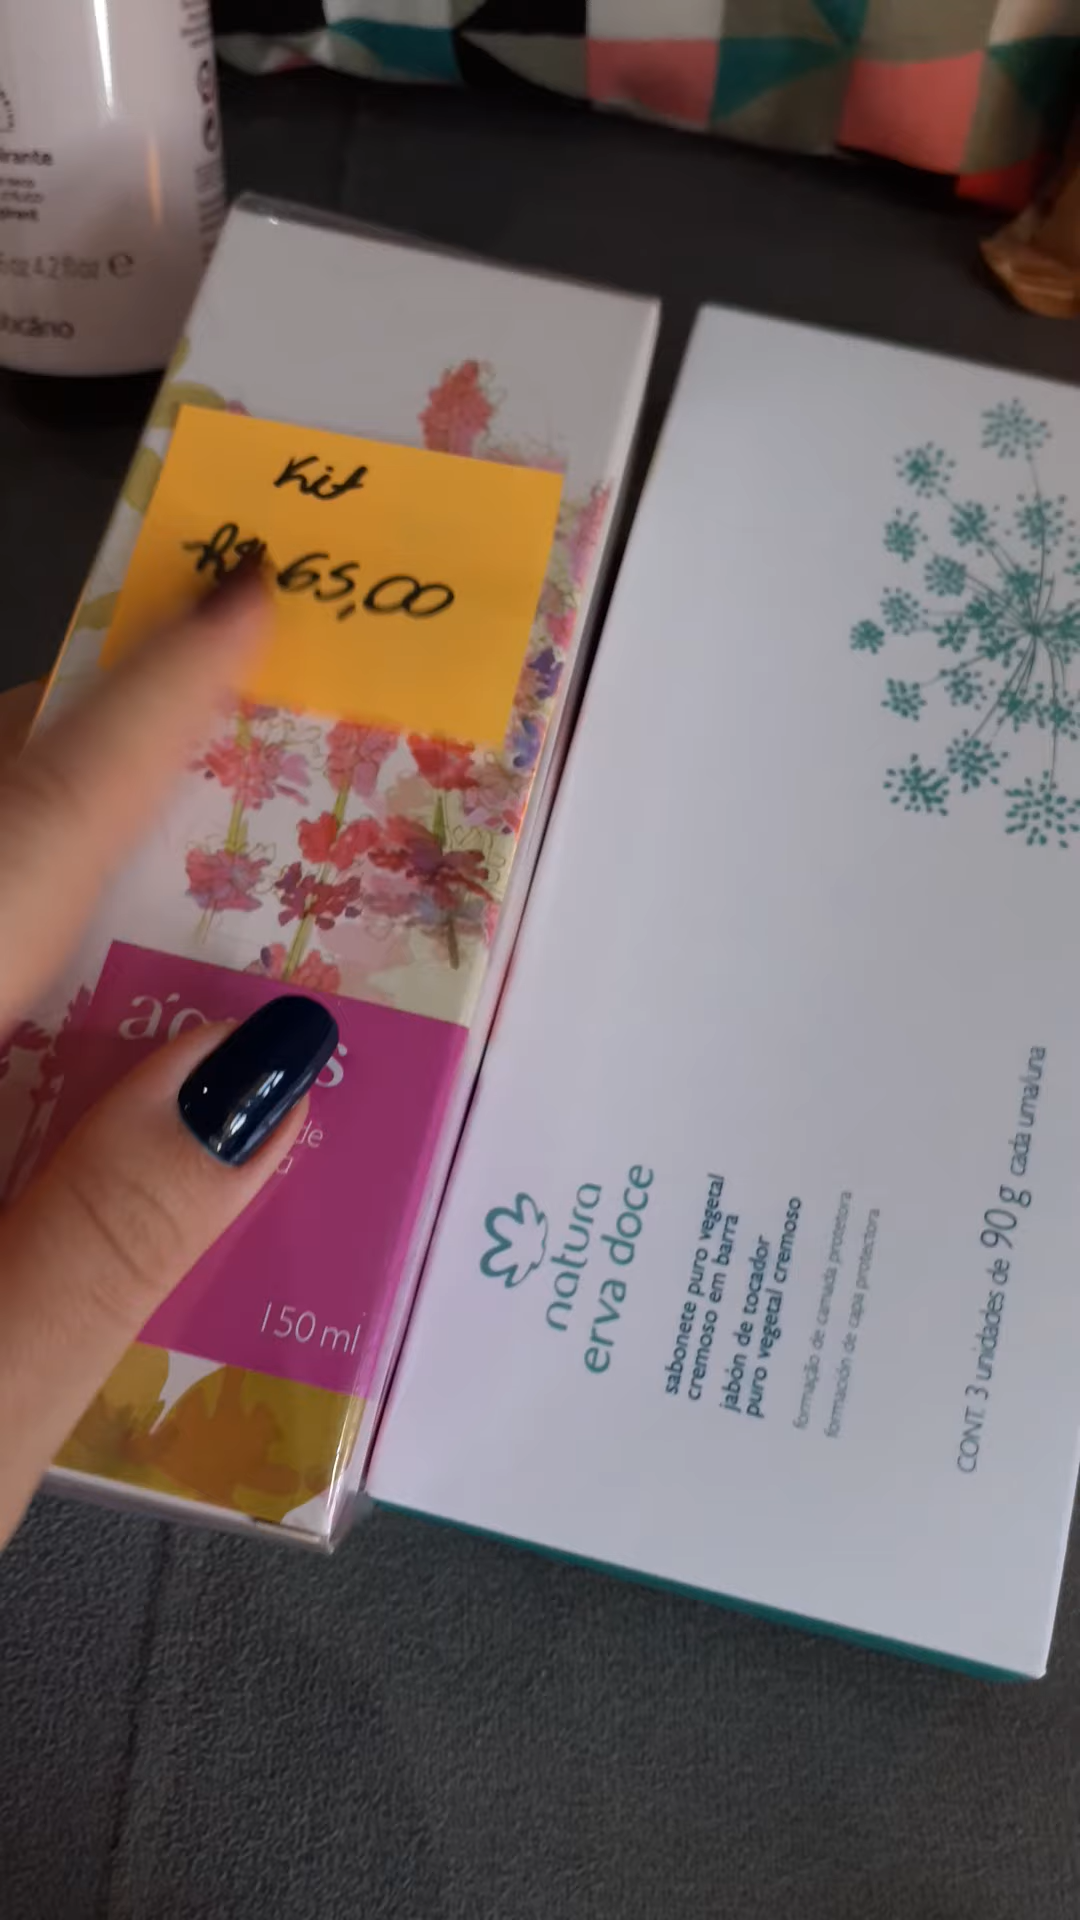 Kit
R$ 65,00
de
150 ml
natura
erva doce
sabonete puro vegetal
cremoso em barra
jabón de tocador
puro vegetal cremoso
formação de camada protetora
formación de capa protectora
CONT. 3 unidades de 90 g cada uma/una